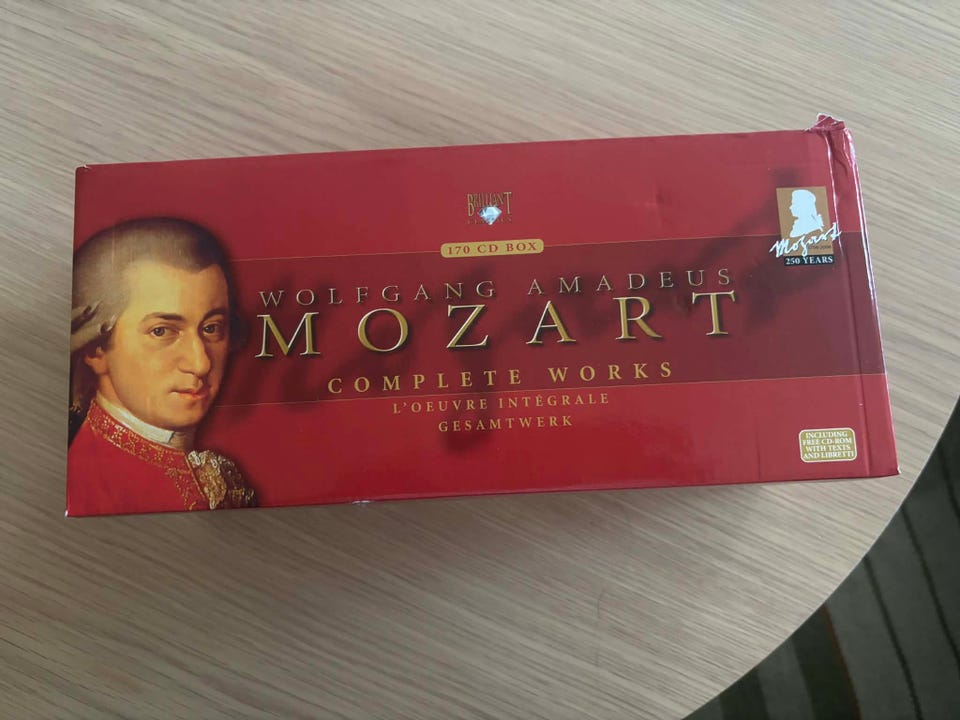 BRILLIANT
170 CD BOX
WOLFGANG AMADEUS
MOZART
COMPLETE WORKS
L'OEUVRE INTÉGRALE
GESAMTWERK
Mozart
250 YEARS
INCLUDING
FREE CD-ROM
WITH TEXTS
AND LIBRETTI